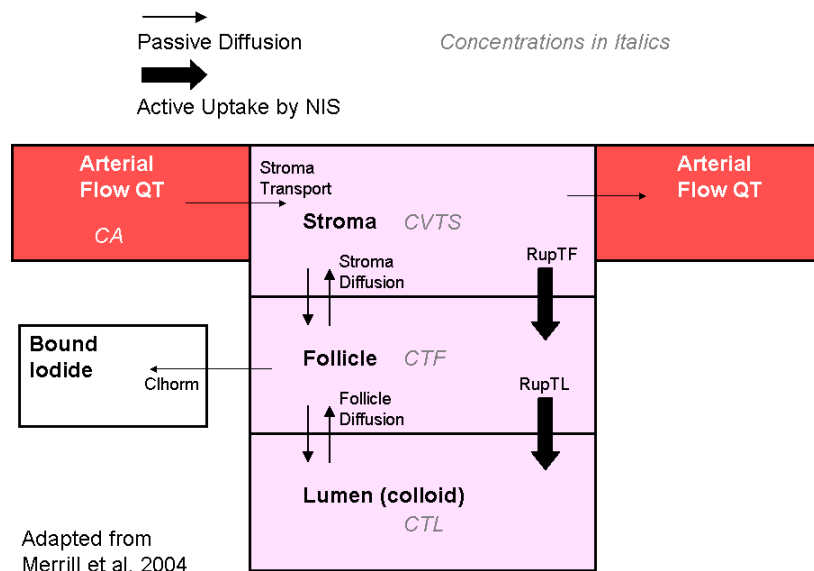 Passive Diffusion
Concentrations in Italics
Active Uptake by NIS
Arterial
Flow QT
CA
Stroma
Transport
Stroma CVTS
Arterial
Flow QT
Stroma
Diffusion
RupTF
Bound
Iodide
Clhorm
Follicle CTF
Follicle
Diffusion
RupTL
Lumen (colloid)
CTL
Adapted from
Merrill et al. 2004